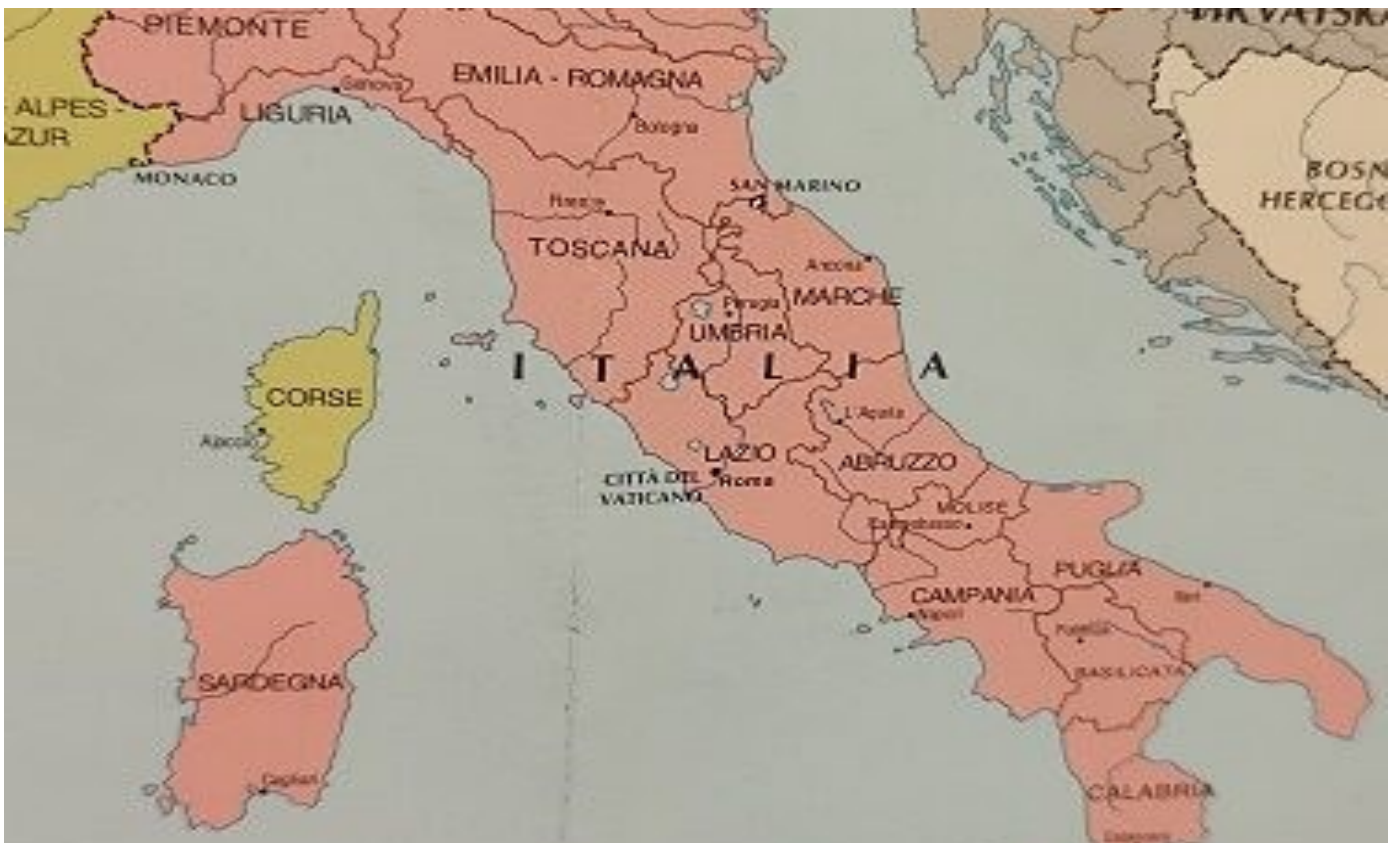 HRVATSKA
PIEMONTE
EMILIA - ROMAGNA
Genova
ALPES -
AZUR
LIGURIA
Bologna
MONACO
SAN MARINO
BOSN
HERCEG
Firenze
TOSCANA
Ancona
MARCHE
Perugia
UMBRIA
ITALIA
CORSE
Ajaccio
L'Aquila
LAZIO
ABRUZZO
CITTÀ DEL
VATICANO
Roma
MOLISE
Campobasso
PUGLIA
CAMPANIA
Bari
Napoli
Potenza
BASILICATA
SARDEGNA
Cagliari
CALABRIA